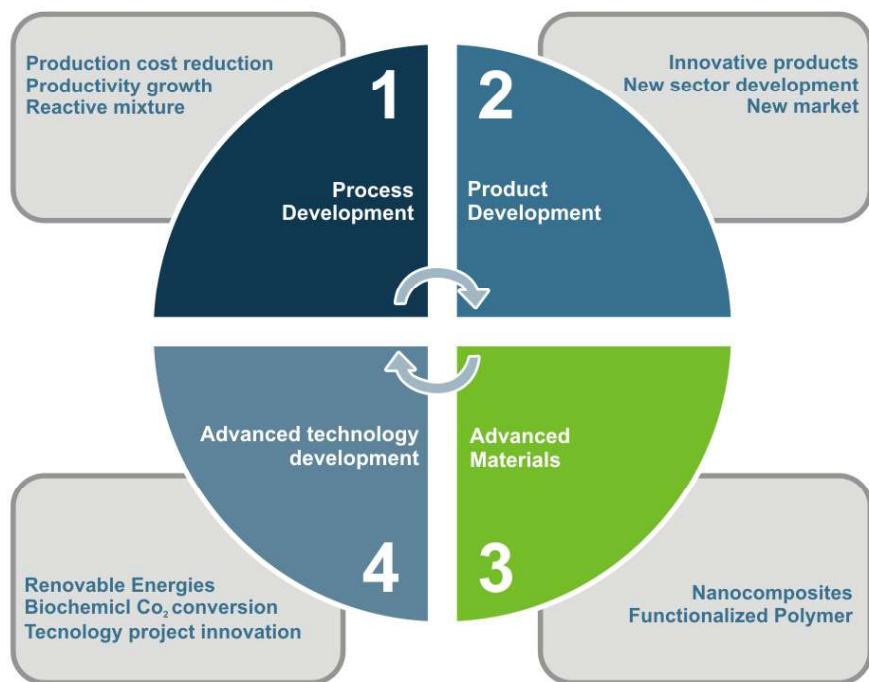 Production cost reduction
Productivity growth
Reactive mixture
1
Process
Development
2
Product
Development
Innovative products
New sector development
New market
Advanced technology
development
4
Renovable Energies
Biochemicl Co₂ conversion
Tecnology project innovation
Advanced
Materials
3
Nanocomposites
Functionalized Polymer